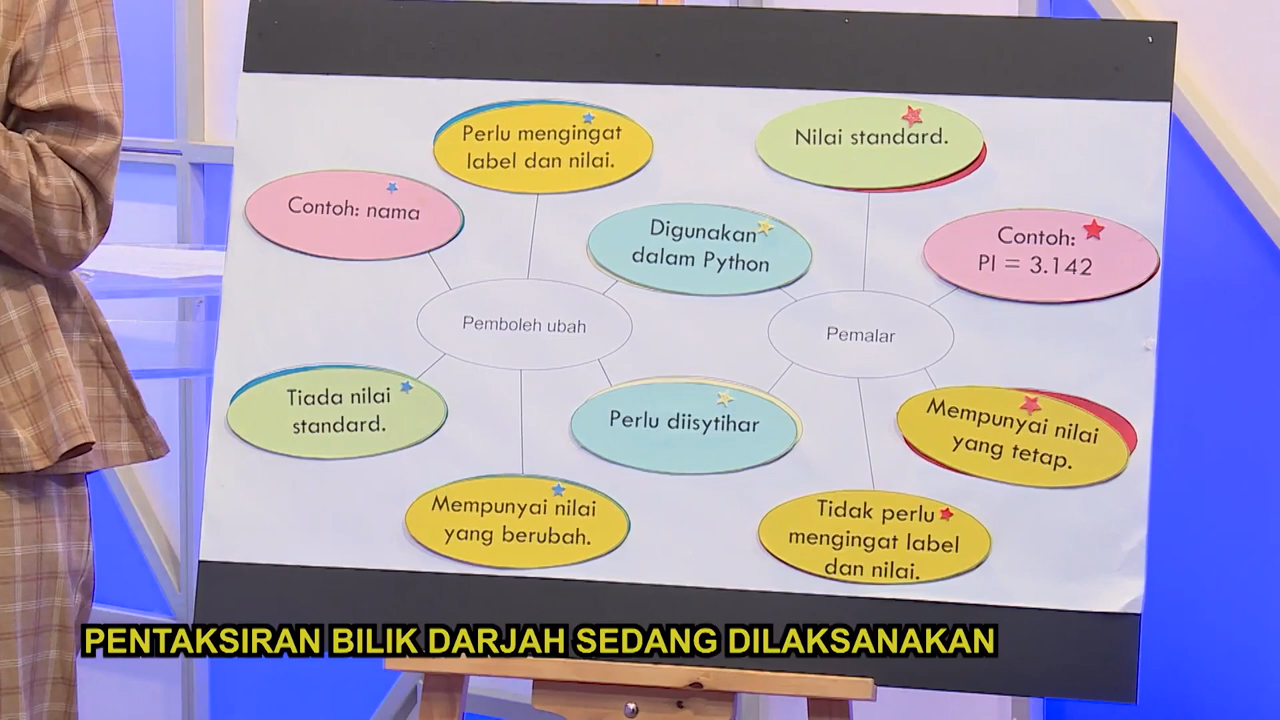 Perlu mengingat
label dan nilai.
Nilai standard.
Contoh: nama
Digunakan
dalam Python
Contoh:
PI = 3.142
Pemboleh ubah
Pemalar
Tiada nilai
standard.
Perlu diisytihar
Mempunyai nilai
yang tetap.
Mempunyai nilai
yang berubah.
Tidak perlu
mengingat label
dan nilai.
PENTAKSIRAN BILIK DARJAH SEDANG DILAKSANAKAN